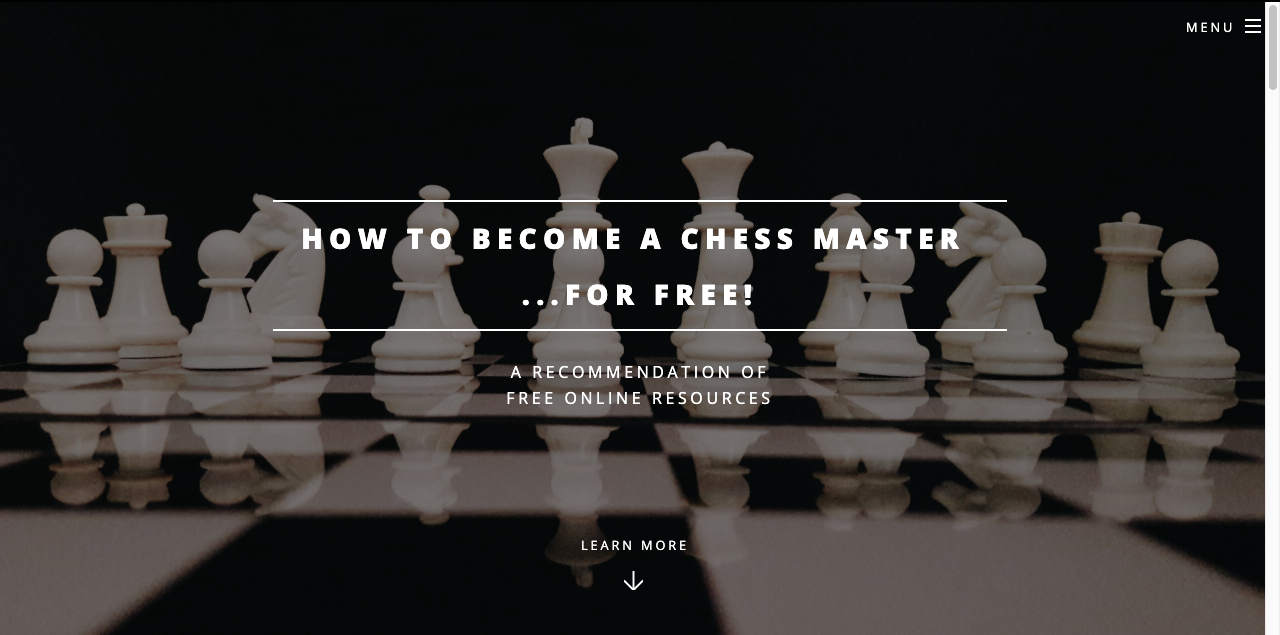 MENU
HOW TO BECOME A CHESS MASTER
...FOR FREE!
A RECOMMENDATION OF
FREE ONLINE RESOURCES
LEARN MORE